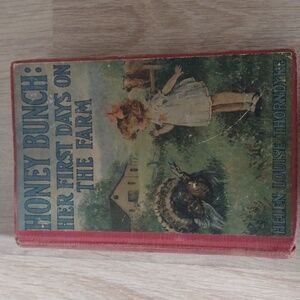 HONEY BUNCH:
HER FIRST DAYS ON
THE FARM
HELEN LOUISE THORNDYKE